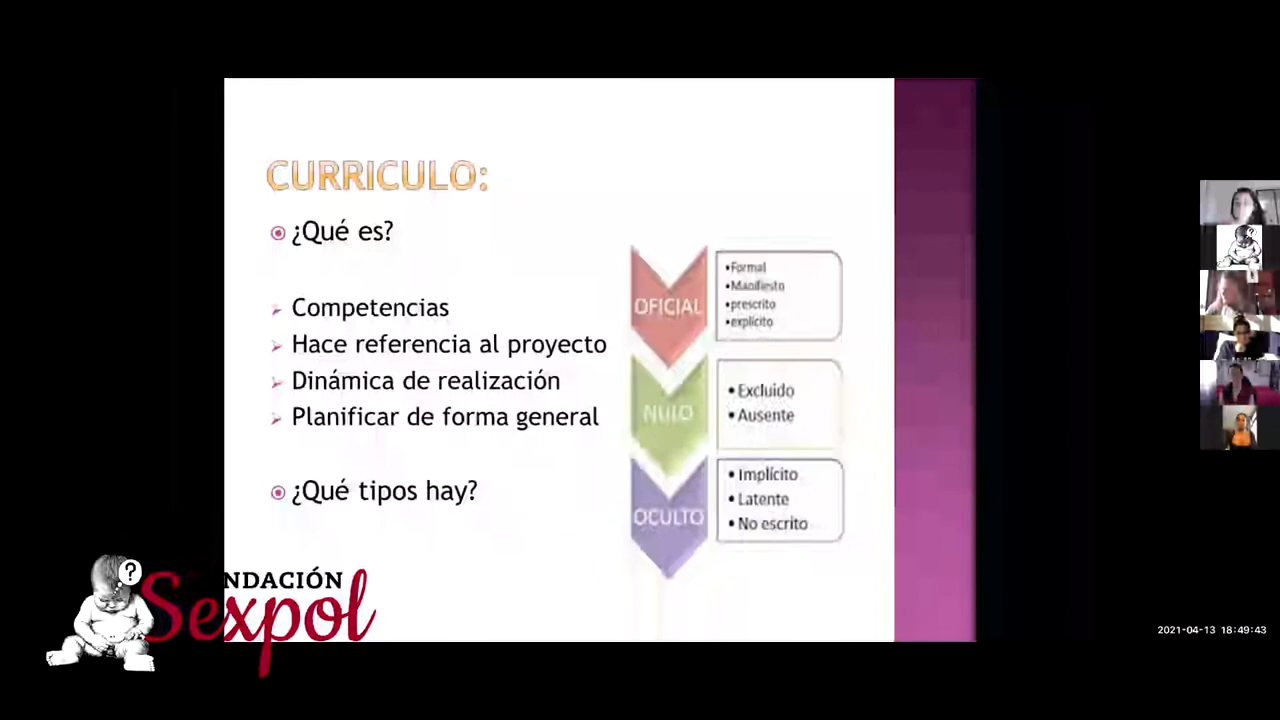 CURRICULO:
¿Qué es?
Competencias
Hace referencia al proyecto
Dinámica de realización
Planificar de forma general
¿Qué tipos hay?
OFICIAL
•Formal
•Manifiesto
•prescrito
•explícito
NULO
• Excluido
• Ausente
OCULTO
• Implícito
• Latente
• No escrito
?
NDACIÓN
Sexpol
2021-04-13 18:49:43